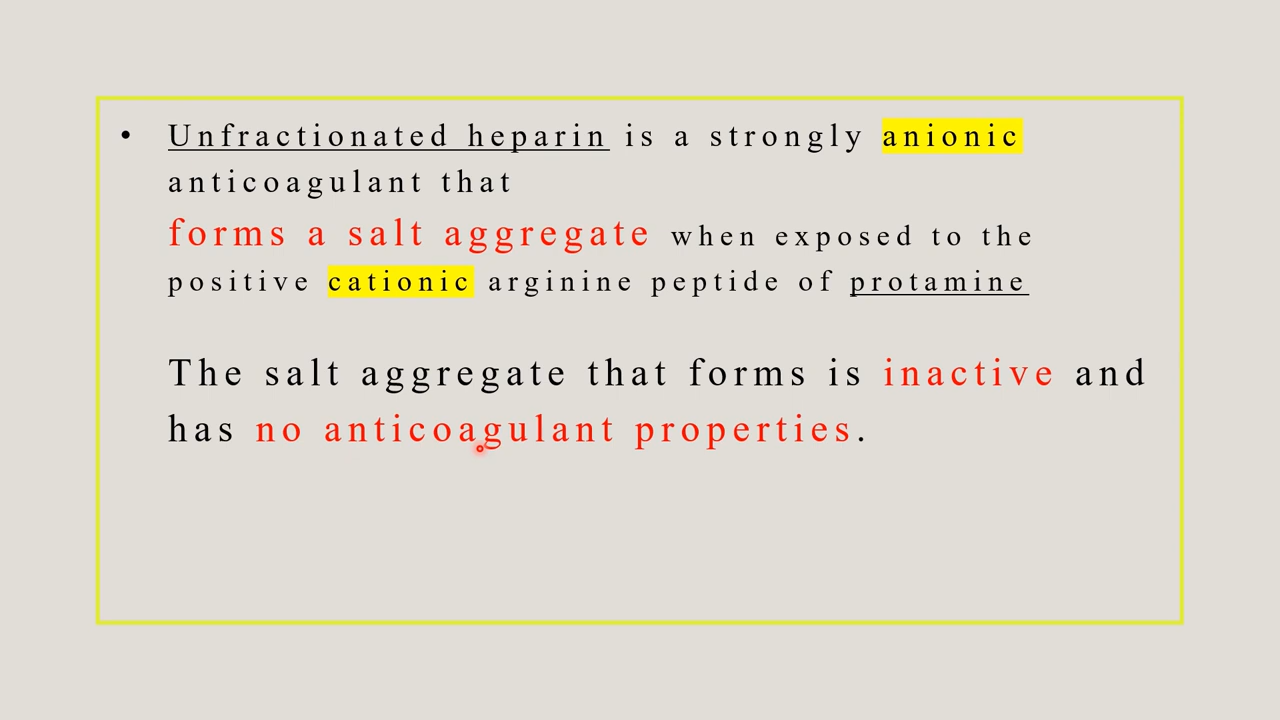 • Unfractionated heparin is a strongly anionic
anticoagulant that
forms a salt aggregate when exposed to the
positive cationic arginine peptide of protamine
The salt aggregate that forms is inactive and
has no anticoagulant properties.